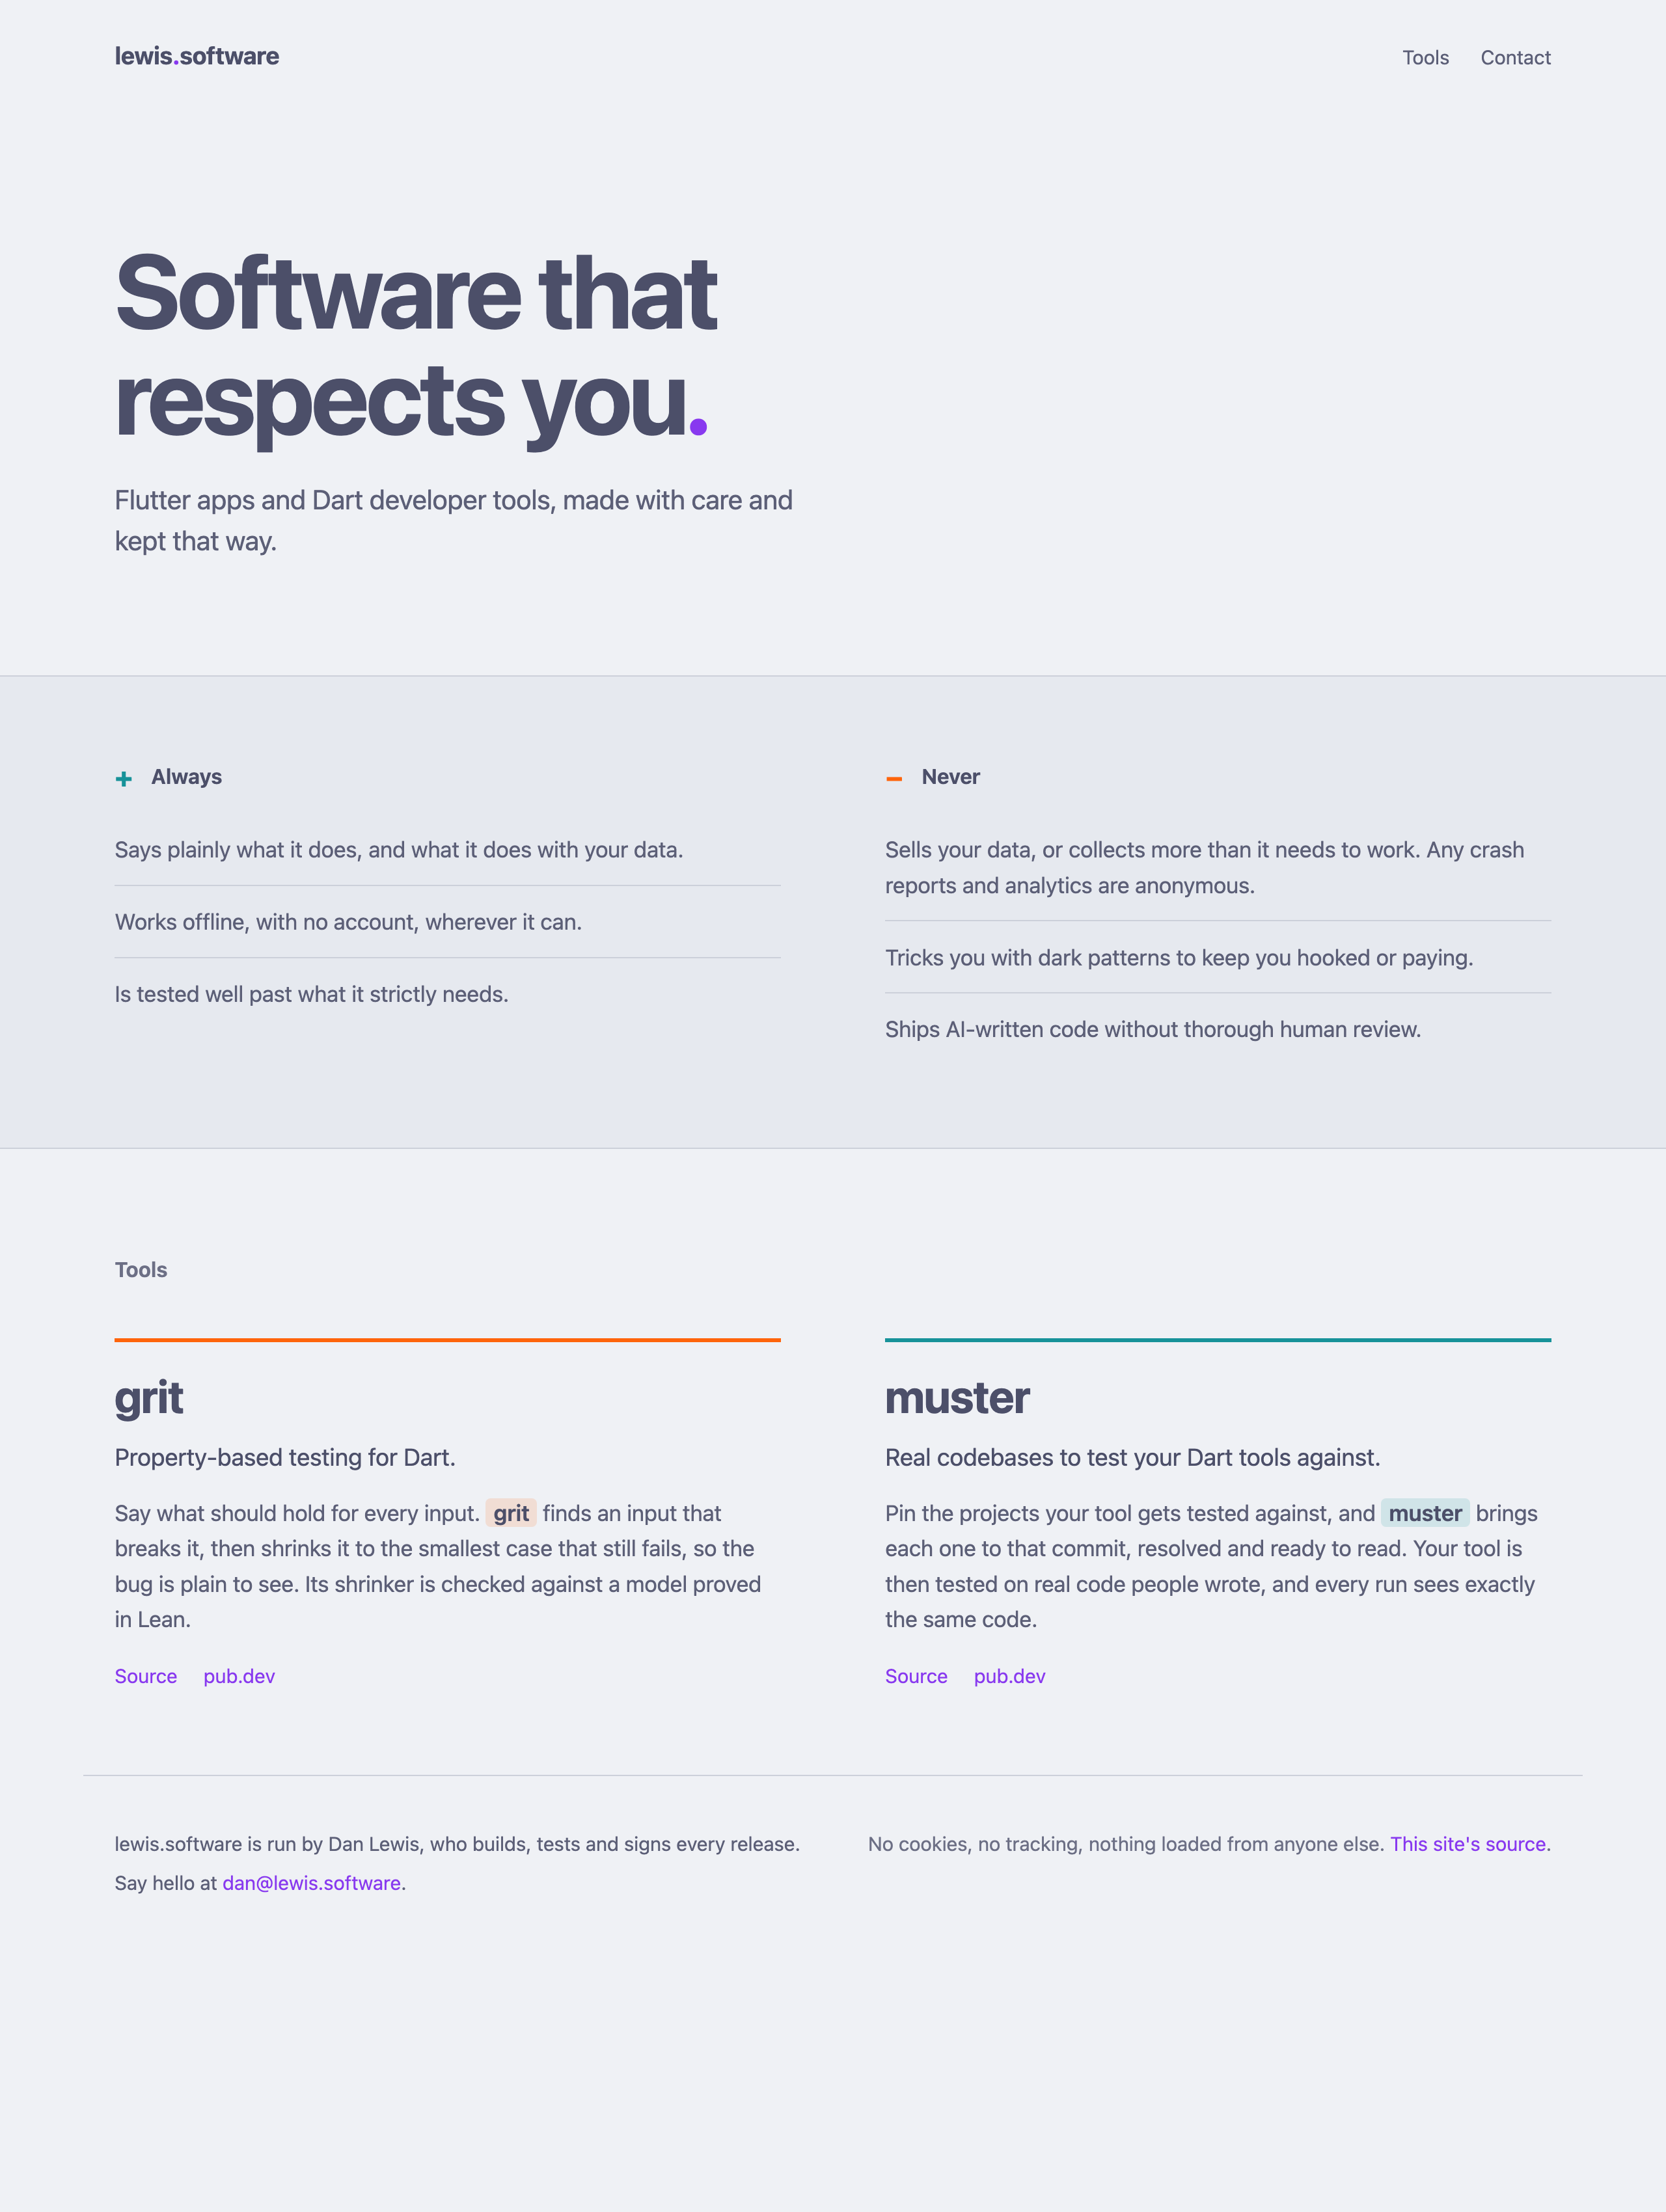 lewis.software
Tools Contact
Software that
respects you.
Flutter apps and Dart developer tools, made with care and
kept that way.
+ Always
Says plainly what it does, and what it does with your data.
Works offline, with no account, wherever it can.
Is tested well past what it strictly needs.
– Never
Sells your data, or collects more than it needs to work. Any crash
reports and analytics are anonymous.
Tricks you with dark patterns to keep you hooked or paying.
Ships AI-written code without thorough human review.
Tools
grit
Property-based testing for Dart.
Say what should hold for every input. grit finds an input that
breaks it, then shrinks it to the smallest case that still fails, so the
bug is plain to see. Its shrinker is checked against a model proved
in Lean.
Source pub.dev
muster
Real codebases to test your Dart tools against.
Pin the projects your tool gets tested against, and muster brings
each one to that commit, resolved and ready to read. Your tool is
then tested on real code people wrote, and every run sees exactly
the same code.
Source pub.dev
lewis.software is run by Dan Lewis, who builds, tests and signs every release.
Say hello at dan@lewis.software.
No cookies, no tracking, nothing loaded from anyone else. This site's source.